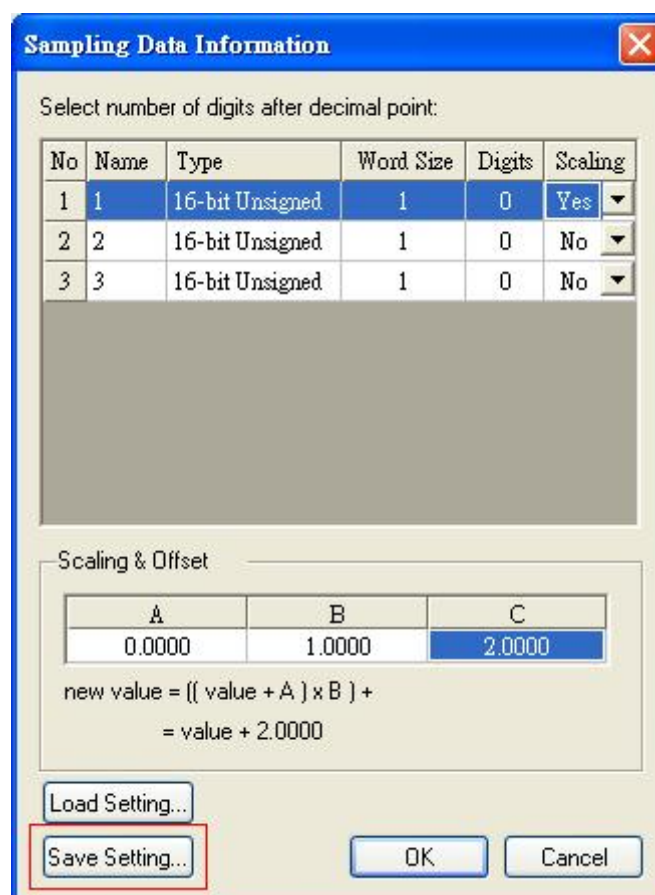 Sampling Data Information
Select number of digits after decimal point:
No Name Type Word Size Digits Scaling
1 1 16-bit Unsigned 1 0 Yes
2 2 16-bit Unsigned 1 0 No
3 3 16-bit Unsigned 1 0 No
Scaling & Offset
A B C
0.0000 1.0000 2.0000
new value = (( value + A ) x B ) +
= value + 2.0000
Load Setting...
Save Setting... OK Cancel